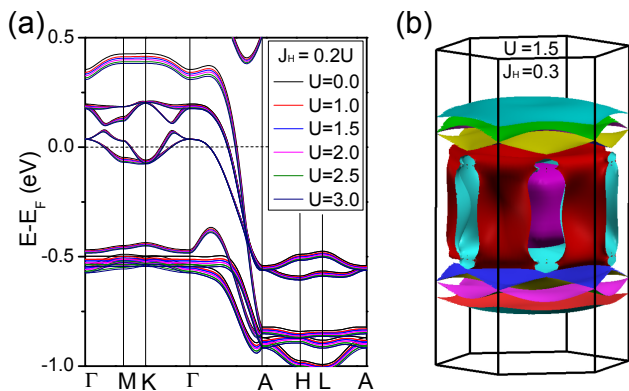 (a)
E-E_F (eV)
0.5
0.0
-0.5
-1.0
J_H = 0.2U
U=0.0
U=1.0
U=1.5
U=2.0
U=2.5
U=3.0
Γ M K Γ A H L A
(b)
U=1.5
J_H=0.3